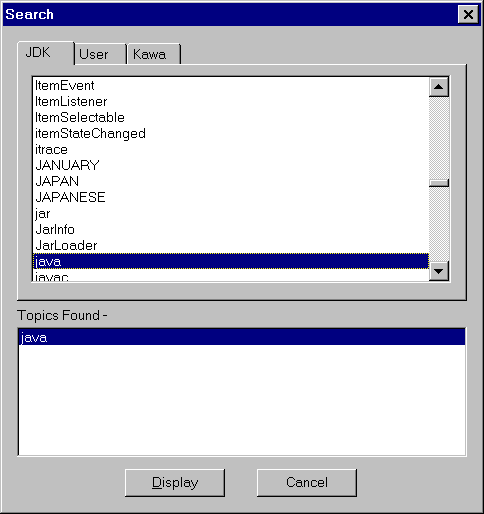 Search
JDK User Kawa
ItemEvent
ItemListener
ItemSelectable
itemStateChanged
itrace
JANUARY
JAPAN
JAPANESE
jar
JarInfo
JarLoader
java
javac
Topics Found -
java
Display Cancel